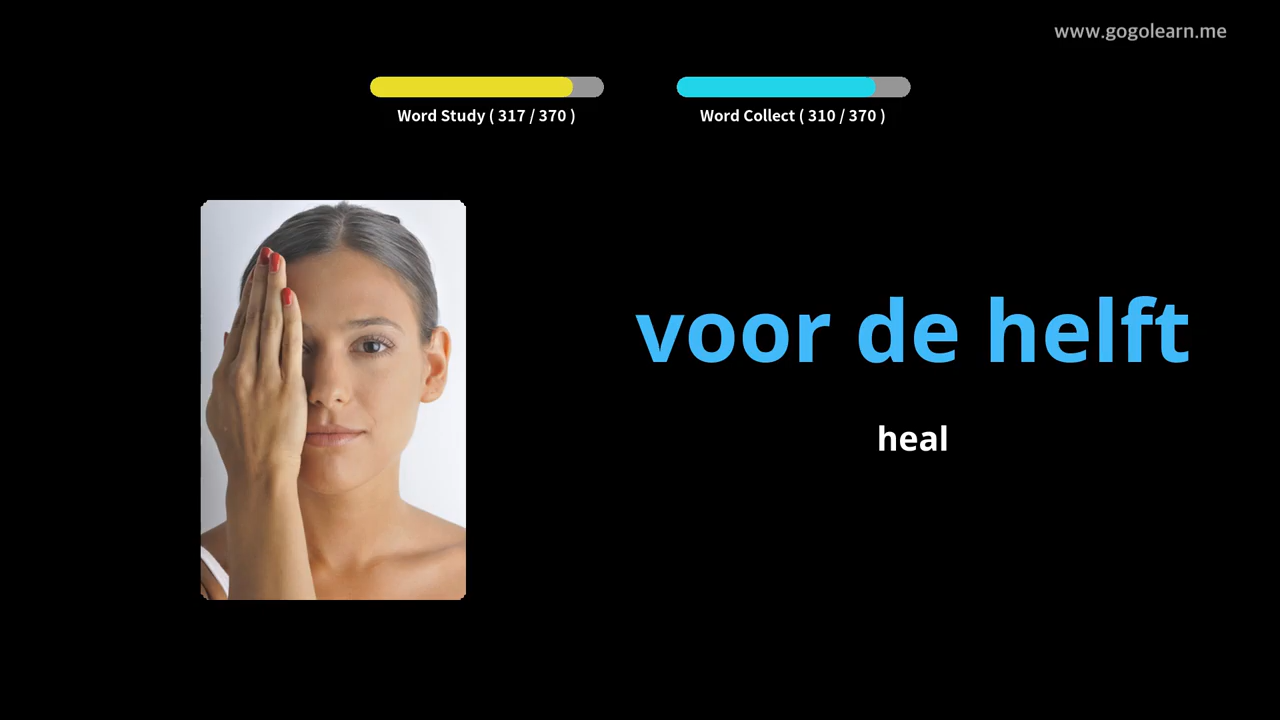 www.gogolearn.me
Word Study ( 317 / 370 )
Word Collect ( 310 / 370 )
voor de helft
heal